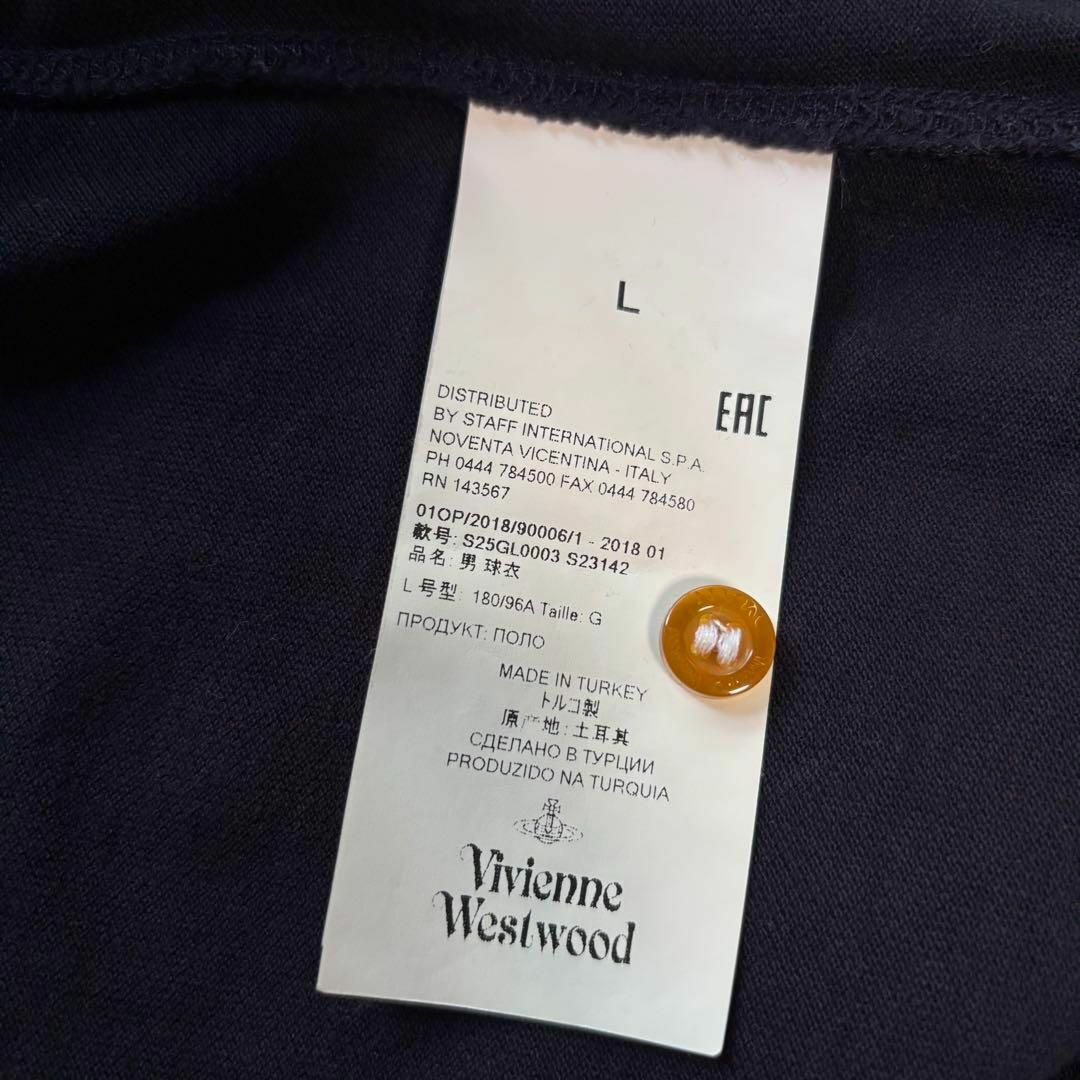 L
EAC
DISTRIBUTED
BY STAFF INTERNATIONAL S.P.A.
NOVENTA VICENTINA - ITALY
PH 0444 784500 FAX 0444 784580
RN 143567
01OP/2018/90006/1 - 2018 01
款号: S25GL0003 S23142
品名: 男 球衣
L 号型: 180/96A Taille: G
ПРОДУКТ: ПОЛО
MADE IN TURKEY
トルコ製
原产地: 土耳其
СДЕЛАНО В ТУРЦИИ
PRODUZIDO NA TURQUIA
Vivienne
Westwood